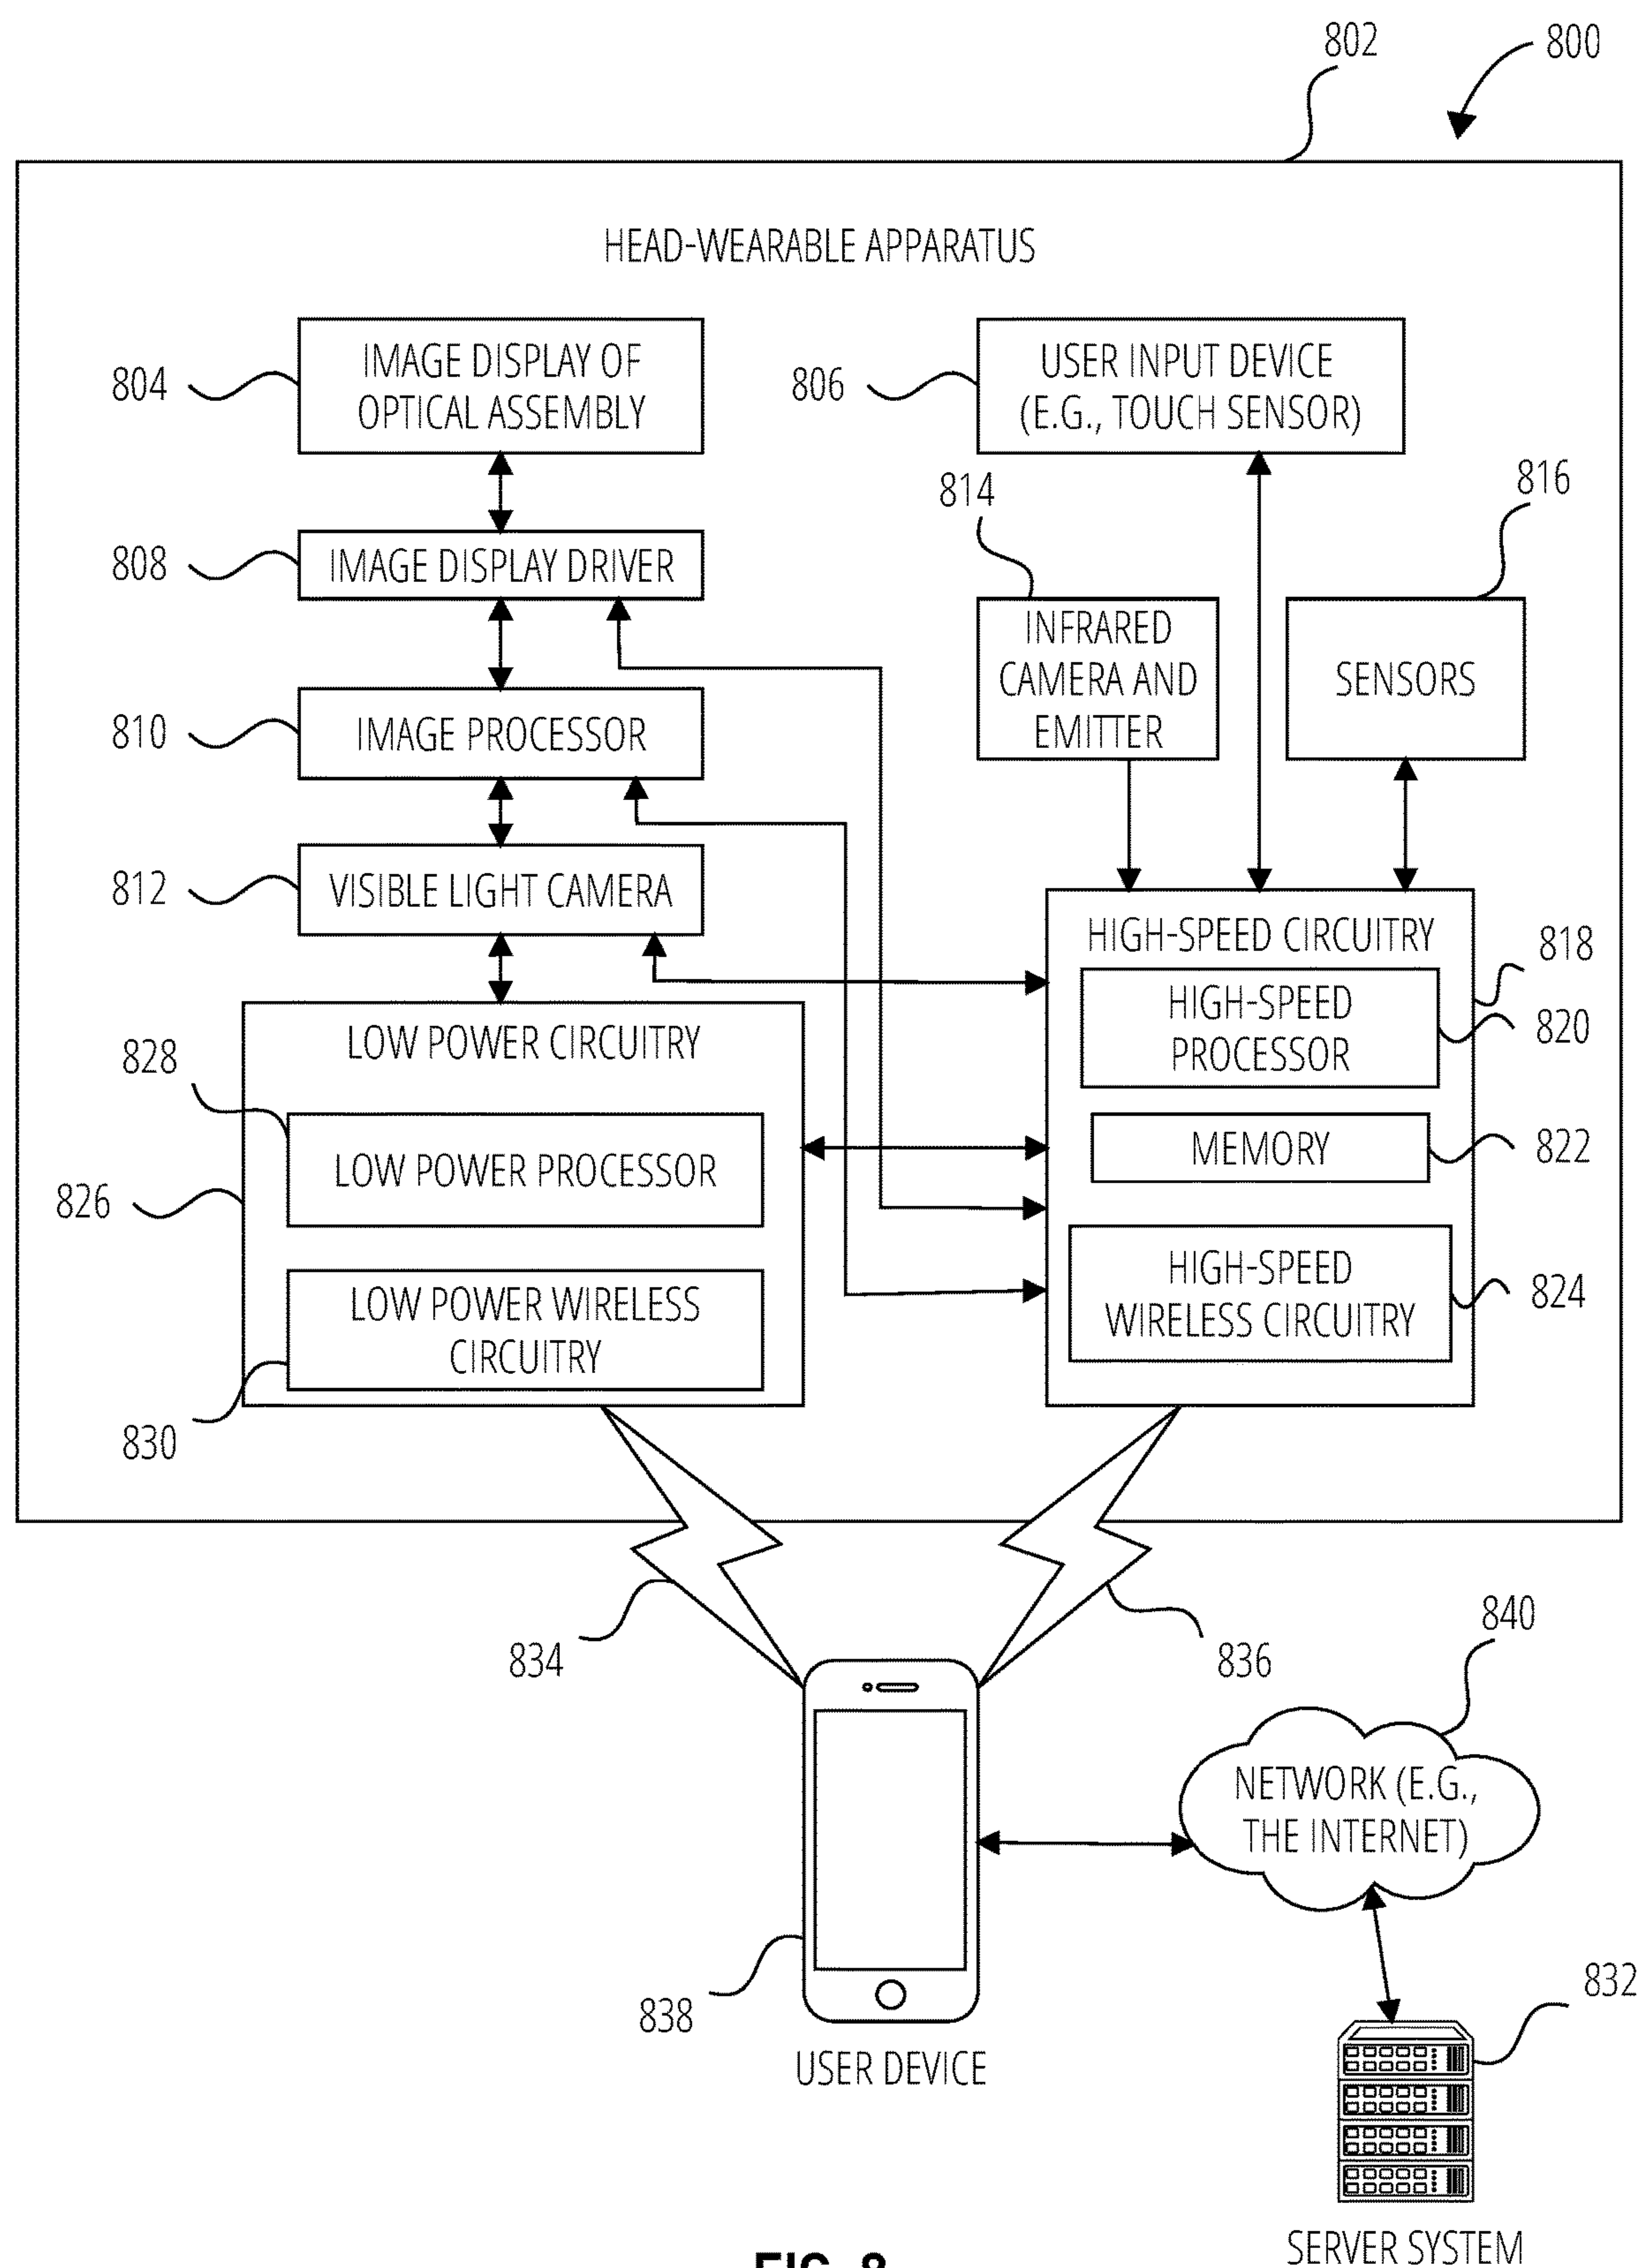 802
800
HEAD-WEARABLE APPARATUS
804
IMAGE DISPLAY OF
OPTICAL ASSEMBLY
806
USER INPUT DEVICE
(E.G., TOUCH SENSOR)
814
816
808
IMAGE DISPLAY DRIVER
INFRARED
CAMERA AND
EMITTER
SENSORS
810
IMAGE PROCESSOR
812
VISIBLE LIGHT CAMERA
HIGH-SPEED CIRCUITRY
818
HIGH-SPEED
PROCESSOR
820
LOW POWER CIRCUITRY
828
LOW POWER PROCESSOR
MEMORY
822
826
HIGH-SPEED
WIRELESS CIRCUITRY
824
LOW POWER WIRELESS
CIRCUITRY
830
834
836
840
NETWORK (E.G.,
THE INTERNET)
838
USER DEVICE
832
SERVER SYSTEM
FIG. 8